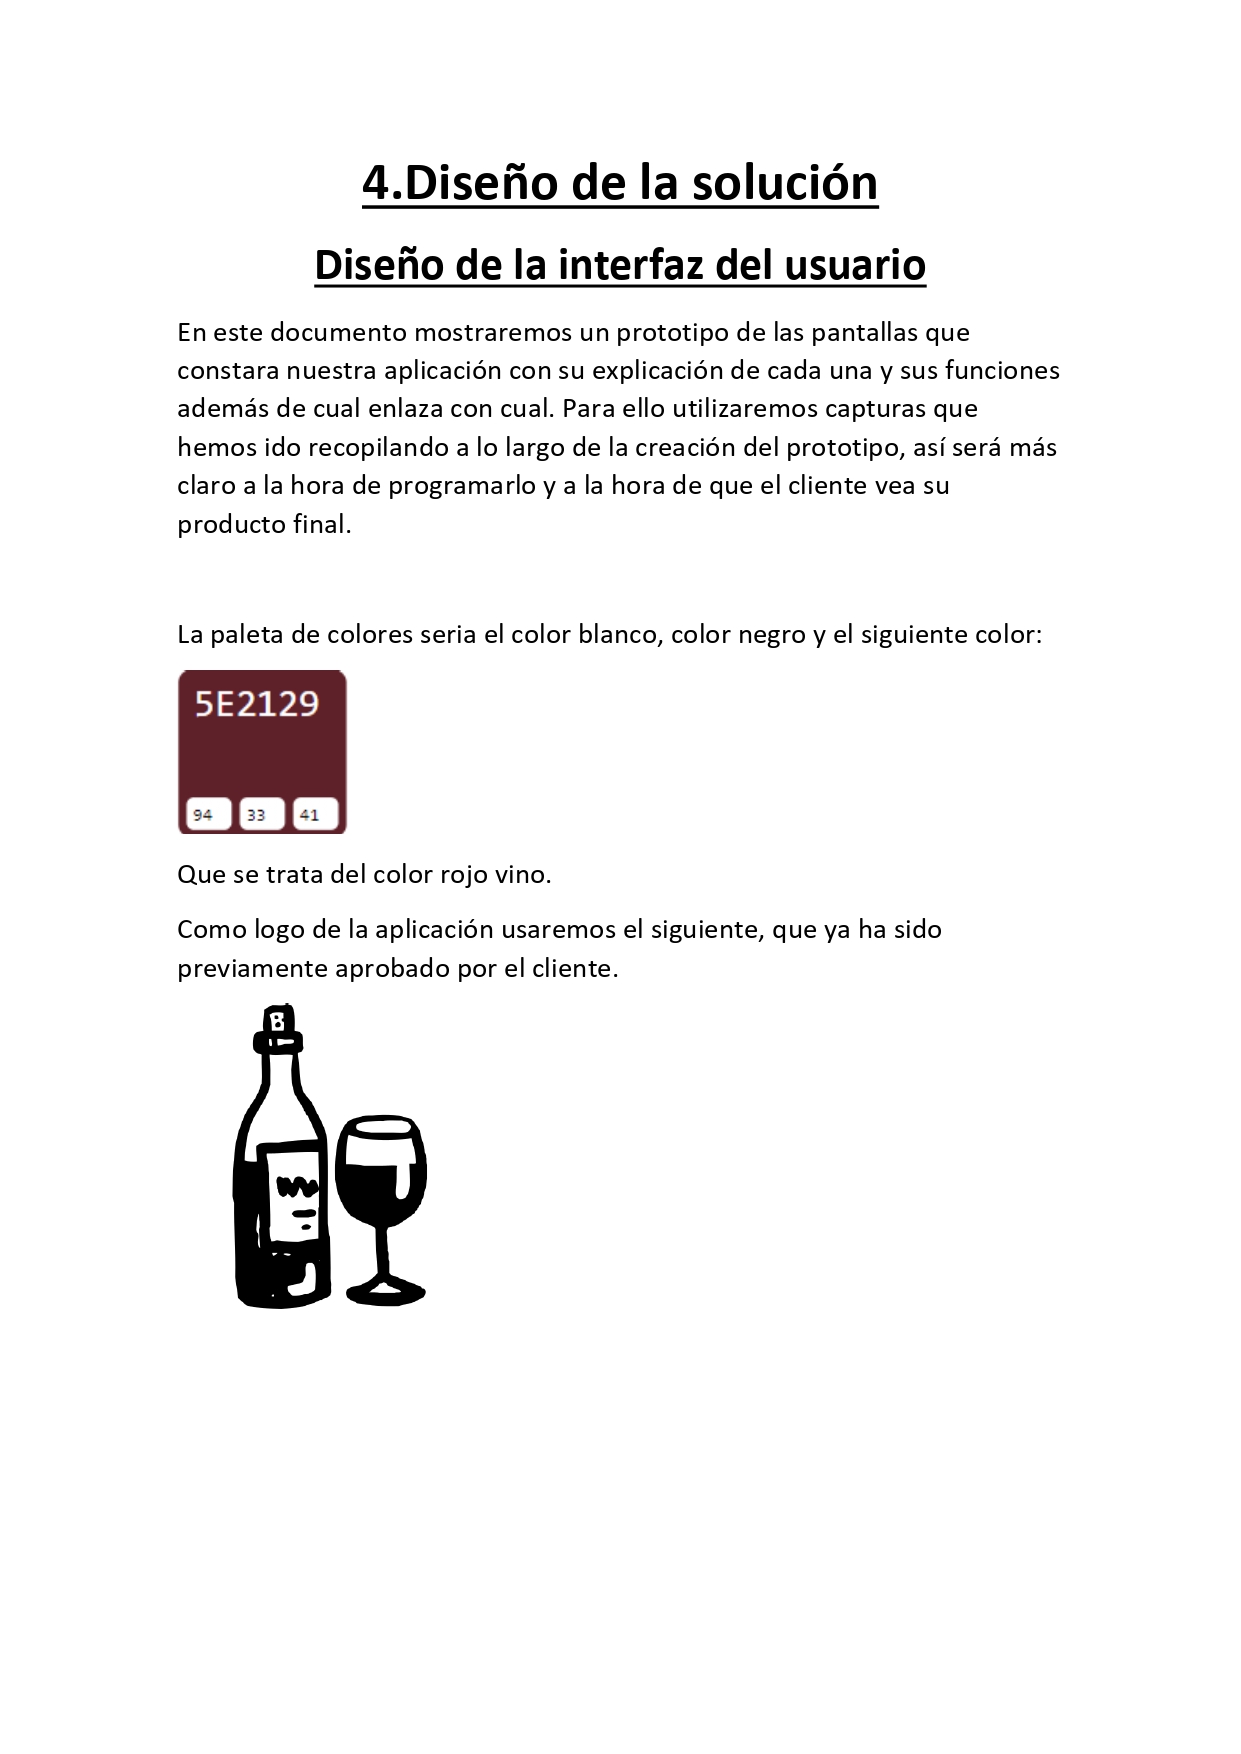 4.Diseño de la solución
Diseño de la interfaz del usuario
En este documento mostraremos un prototipo de las pantallas que
constara nuestra aplicación con su explicación de cada una y sus funciones
además de cual enlaza con cual. Para ello utilizaremos capturas que
hemos ido recopilando a lo largo de la creación del prototipo, así será más
claro a la hora de programarlo y a la hora de que el cliente vea su
producto final.
La paleta de colores seria el color blanco, color negro y el siguiente color:
5E2129
94 33 41
Que se trata del color rojo vino.
Como logo de la aplicación usaremos el siguiente, que ya ha sido
previamente aprobado por el cliente.
B